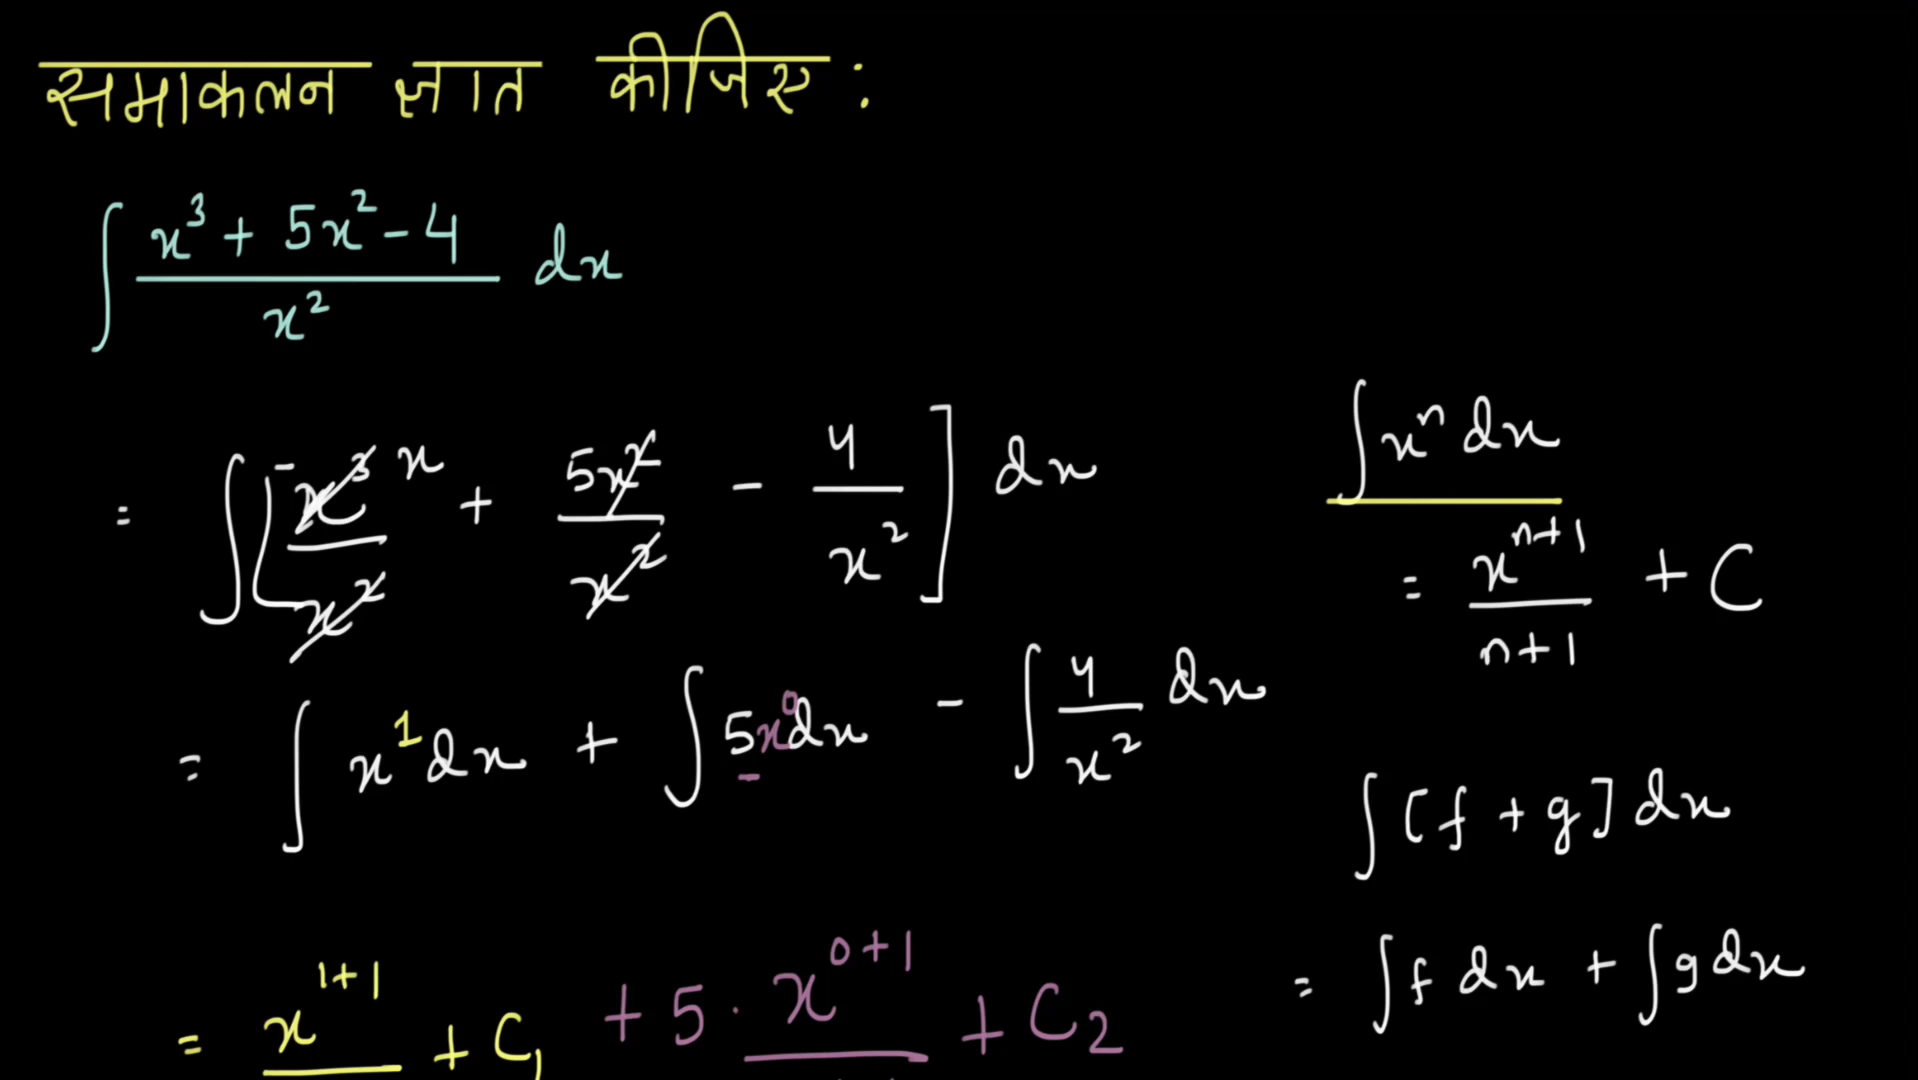 समाकलन ज्ञात कीजिए :
∫ (x³ + 5x² - 4)/x² dx
= ∫ [x³/x² x + 5x²/x² - 4/x²] dx
∫ xⁿ dx
= xⁿ⁺¹/(n+1) + C
= ∫ x¹ dx + ∫ 5x⁰ dx - ∫ 4/x² dx
∫ [f + g] dx
= ∫ f dx + ∫ g dx
= x¹⁺¹ + C₁ + 5 · x⁰⁺¹ + C₂